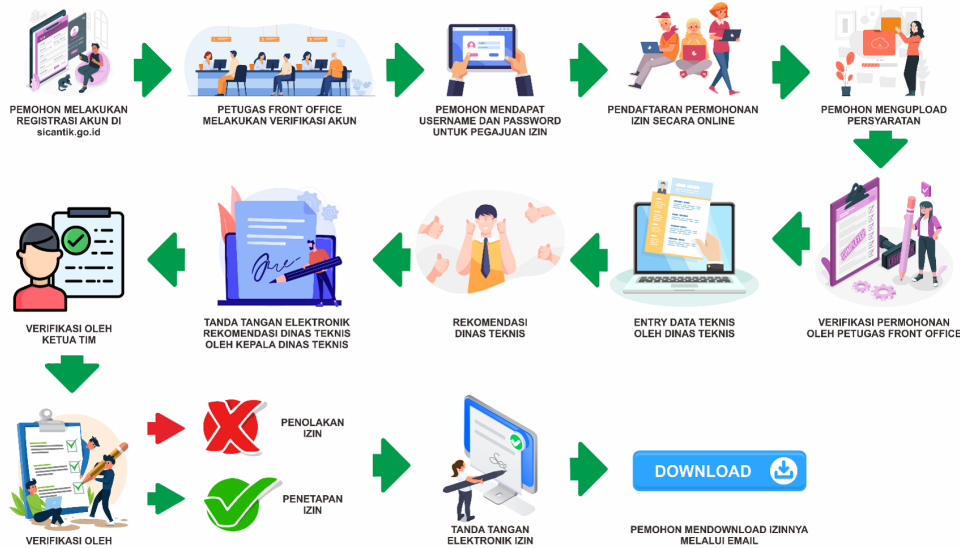 PEMOHON MELAKUKAN
REGISTRASI AKUN DI
sicantik.go.id
PETUGAS FRONT OFFICE
MELAKUKAN VERIFIKASI AKUN
PEMOHON MENDAPAT
USERNAME DAN PASSWORD
UNTUK PEGAJUAN IZIN
PENDAFTARAN PERMOHONAN
IZIN SECARA ONLINE
PEMOHON MENGUPLOAD
PERSYARATAN
VERIFIKASI PERMOHONAN
OLEH PETUGAS FRONT OFFICE
ENTRY DATA TEKNIS
OLEH DINAS TEKNIS
REKOMENDASI
DINAS TEKNIS
TANDA TANGAN ELEKTRONIK
REKOMENDASI DINAS TEKNIS
OLEH KEPALA DINAS TEKNIS
VERIFIKASI OLEH
KETUA TIM
VERIFIKASI OLEH
PENOLAKAN
IZIN
PENETAPAN
IZIN
TANDA TANGAN
ELEKTRONIK IZIN
DOWNLOAD
PEMOHON MENDOWNLOAD IZINNYA
MELALUI EMAIL